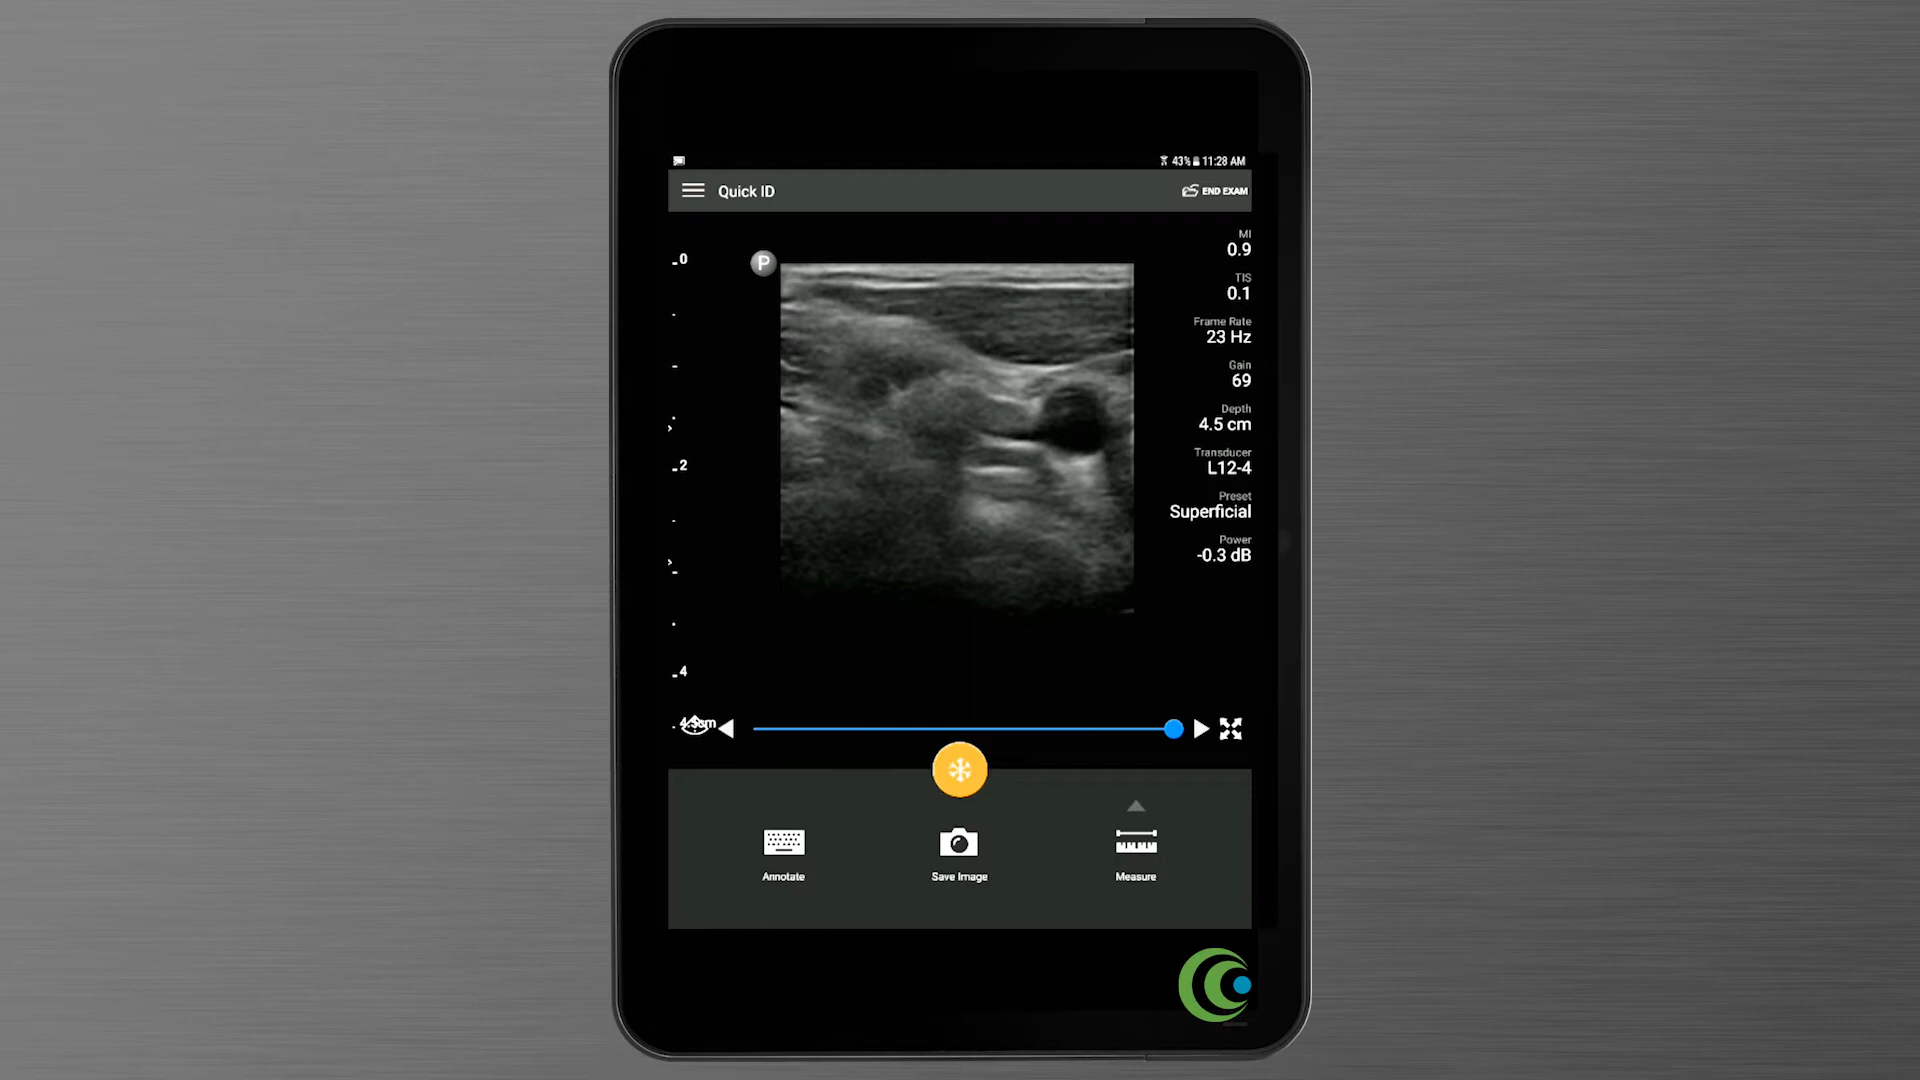 43% 11:28 AM
Quick ID
END EXAM
P
0
2
4
4.5cm
MI
0.9
TIS
0.1
Frame Rate
23 Hz
Gain
69
Depth
4.5 cm
Transducer
L12-4
Preset
Superficial
Power
-0.3 dB
Annotate
Save Image
Measure